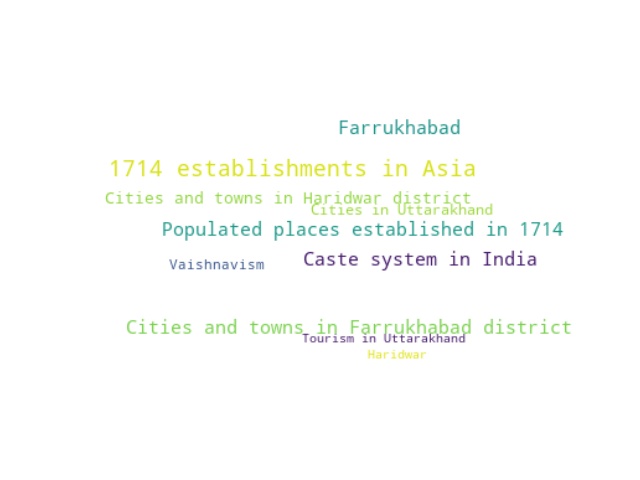 Farrukhabad
1714 establishments in Asia
Cities and towns in Haridwar district
Cities in Uttarakhand
Populated places established in 1714
Caste system in India
Vaishnavism
Cities and towns in Farrukhabad district
Tourism in Uttarakhand
Haridwar